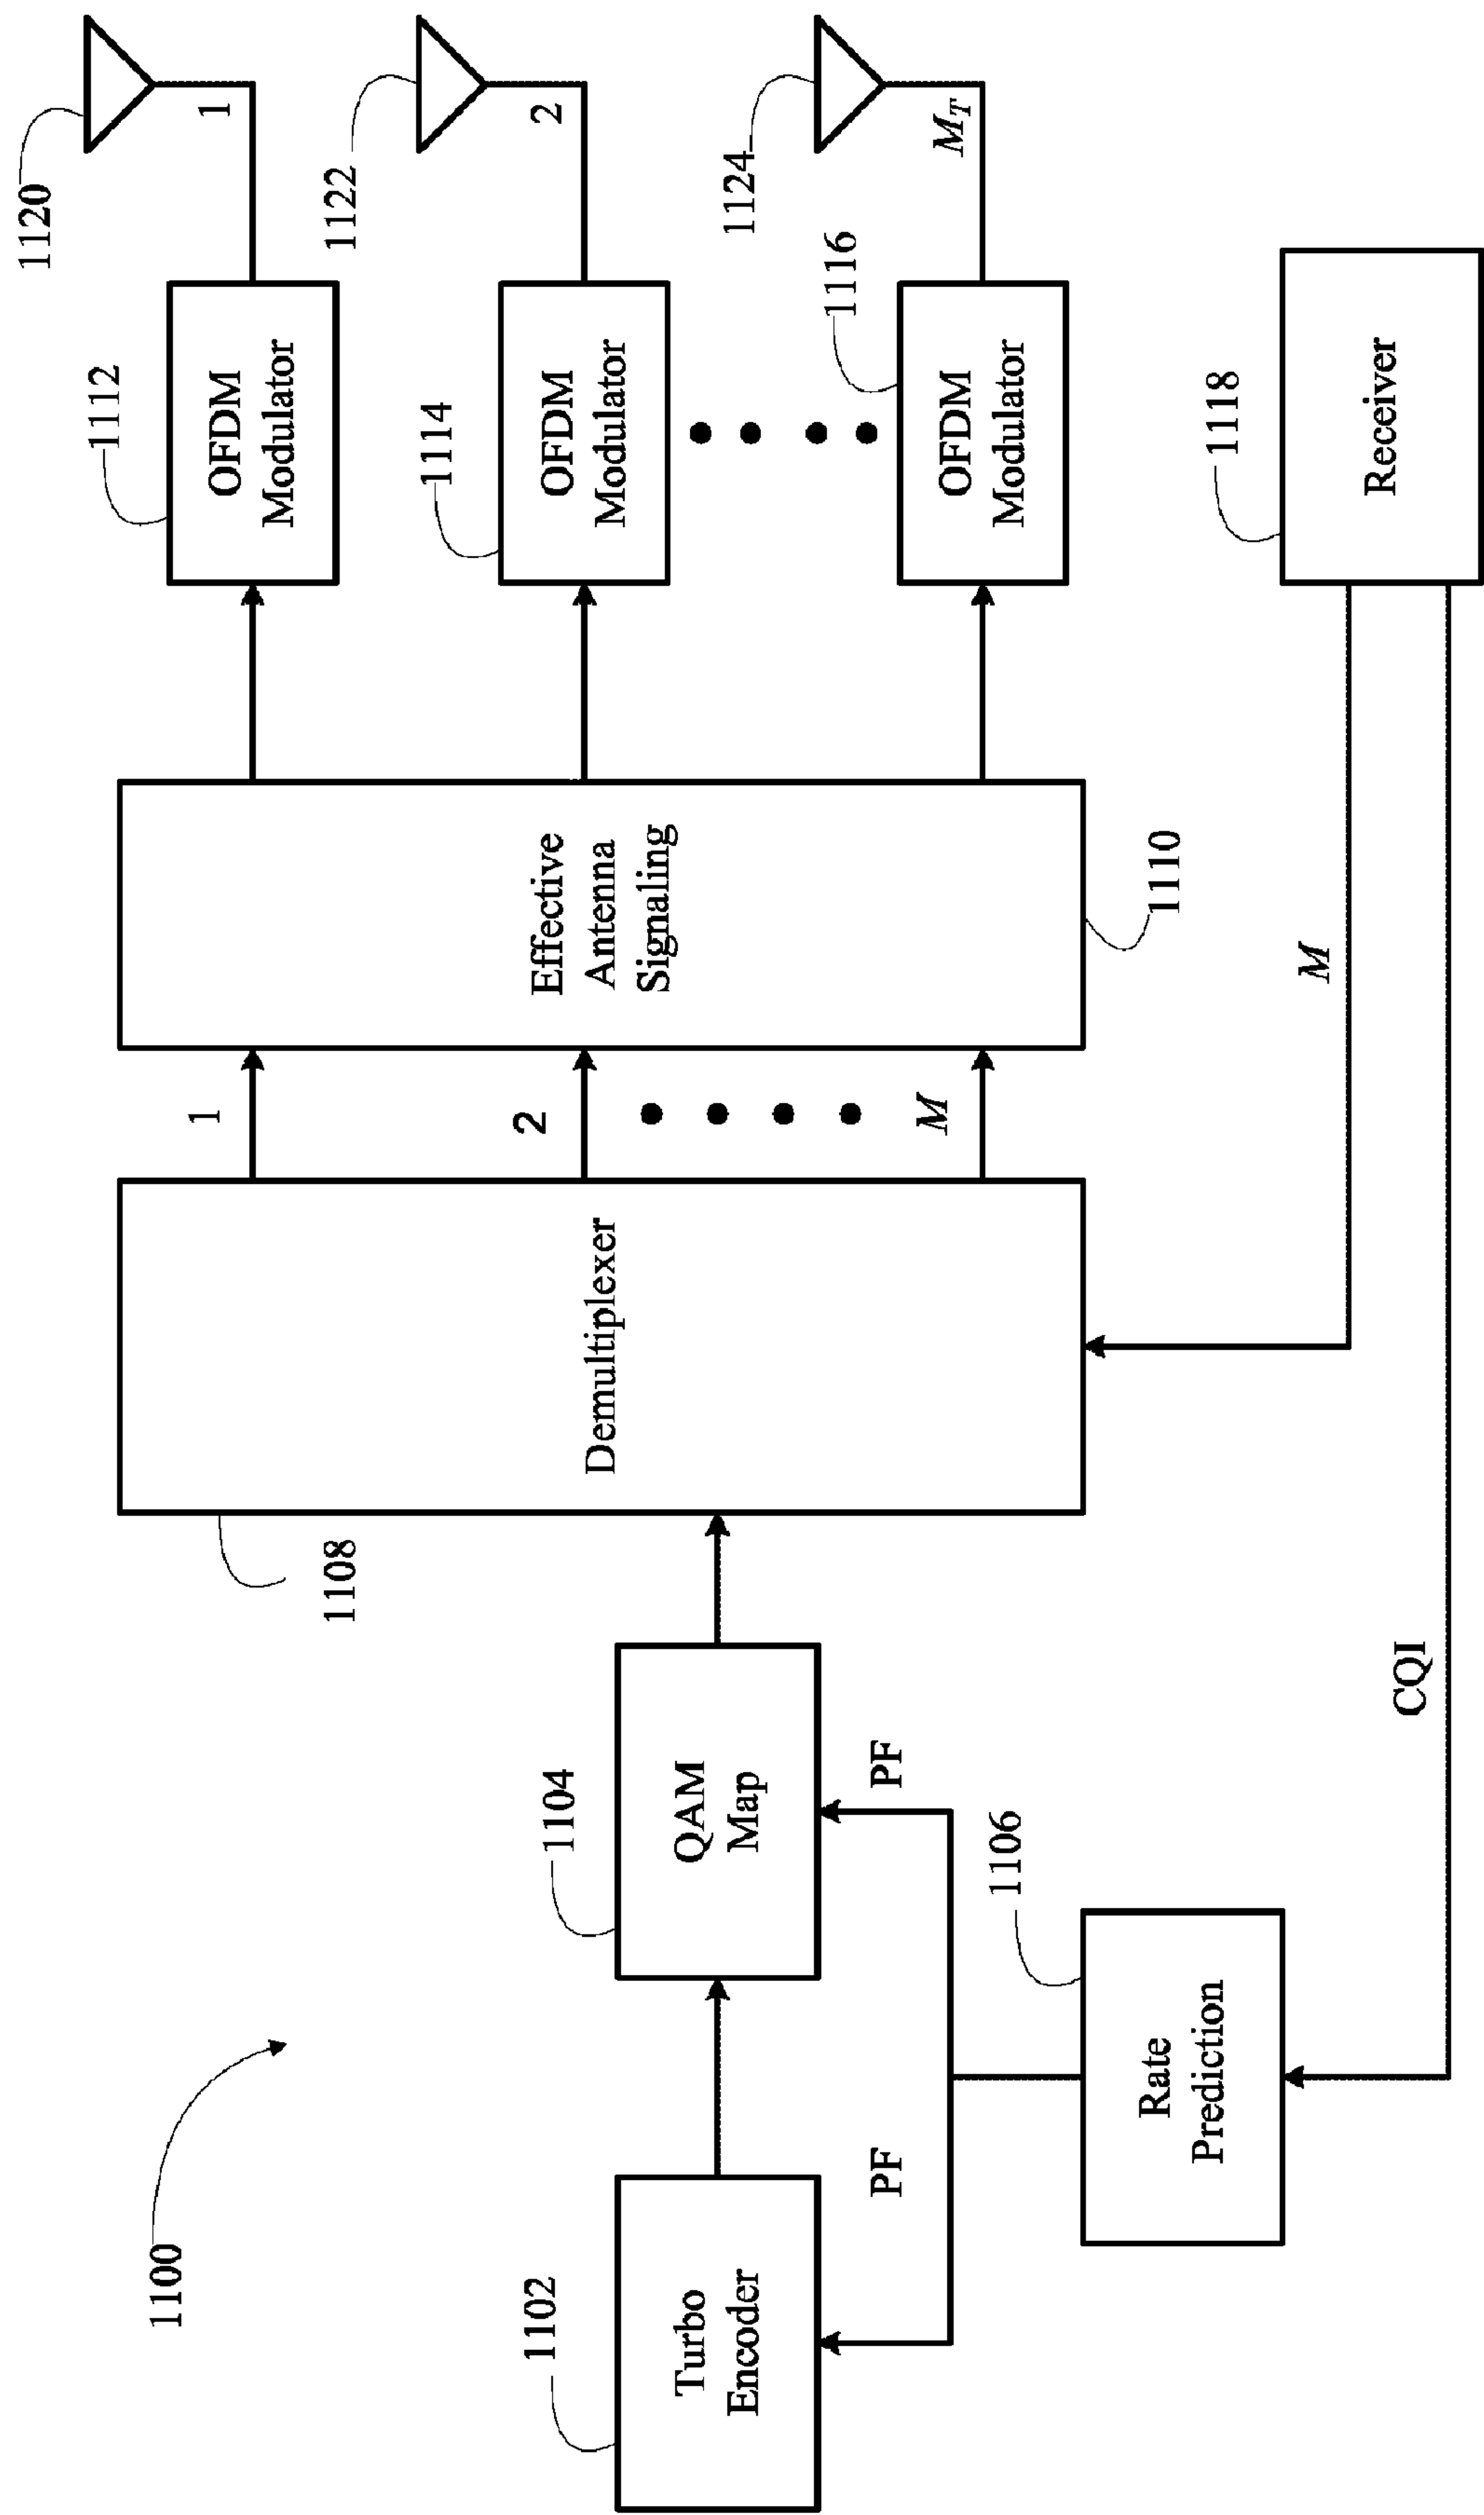 1100
1102
Turbo
Encoder
1104
QAM
Map
PF
PF
1106
Rate
Prediction
CQI
1108
Demultiplexer
1
2
M
M
Effective
Antenna
Signaling
1110
1112
OFDM
Modulator
1114
OFDM
Modulator
1116
OFDM
Modulator
1118
Receiver
1120
1
1122
2
1124
MT